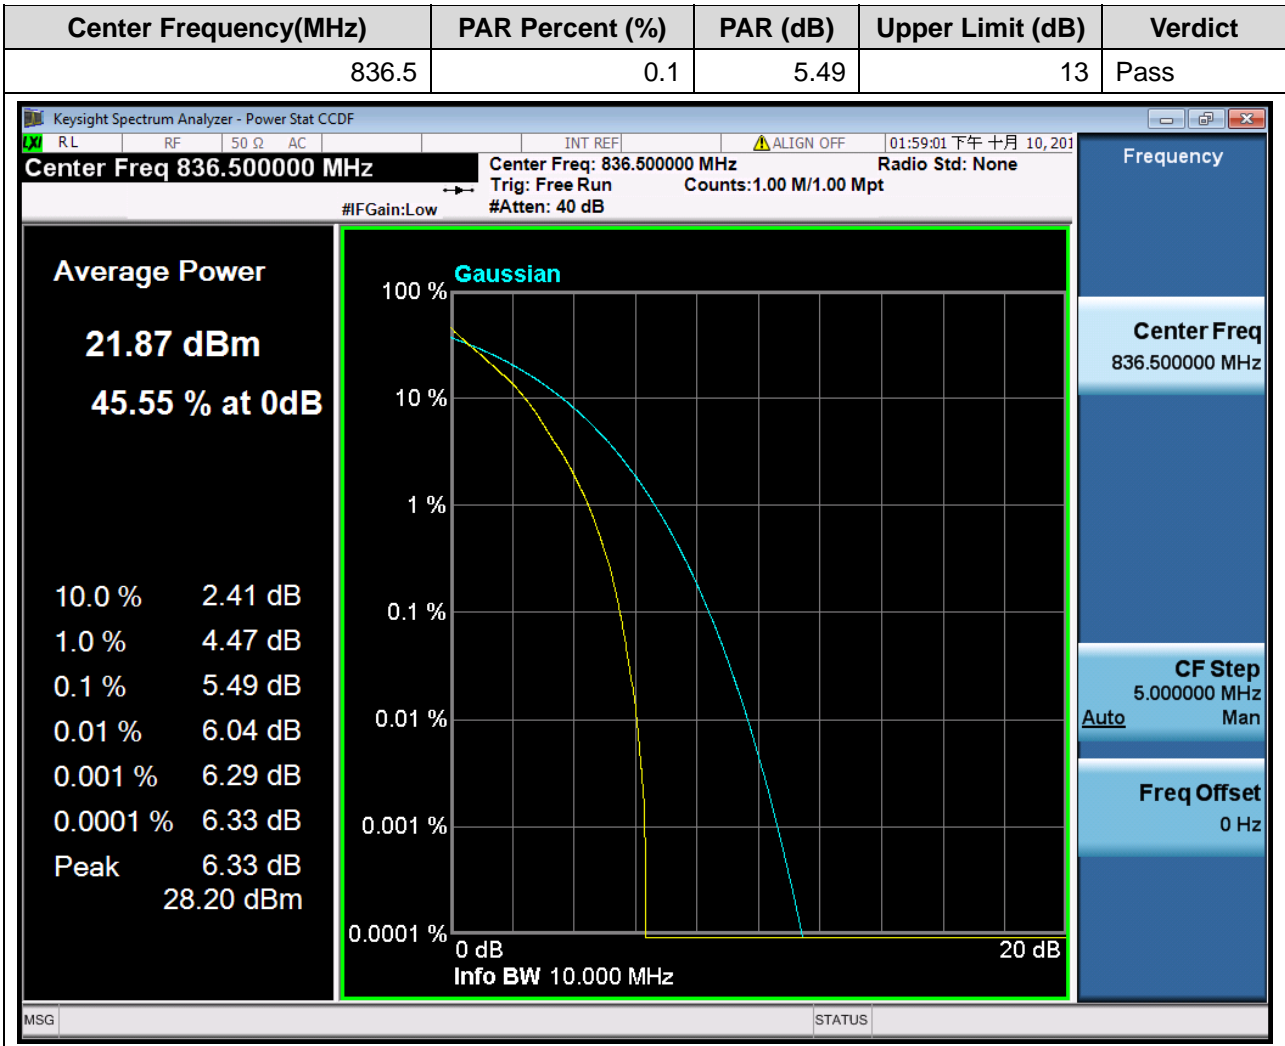 Center Frequency(MHz) PAR Percent (%) PAR (dB) Upper Limit (dB) Verdict
836.5 0.1 5.49 13 Pass
Keysight Spectrum Analyzer - Power Stat CCDF
LXI RL RF 50 Ω AC INT REF ALIGN OFF 01:59:01 下午 十月 10, 201
Center Freq 836.500000 MHz
Center Freq: 836.500000 MHz Radio Std: None
Trig: Free Run Counts:1.00 M/1.00 Mpt
#IFGain:Low #Atten: 40 dB
Average Power
21.87 dBm
45.55 % at 0dB
10.0 % 2.41 dB
1.0 % 4.47 dB
0.1 % 5.49 dB
0.01 % 6.04 dB
0.001 % 6.29 dB
0.0001 % 6.33 dB
Peak 6.33 dB
28.20 dBm
Gaussian
100 %
10 %
1 %
0.1 %
0.01 %
0.001 %
0.0001 %
0 dB 20 dB
Info BW 10.000 MHz
Frequency
Center Freq
836.500000 MHz
CF Step
5.000000 MHz
Auto Man
Freq Offset
0 Hz
MSG STATUS